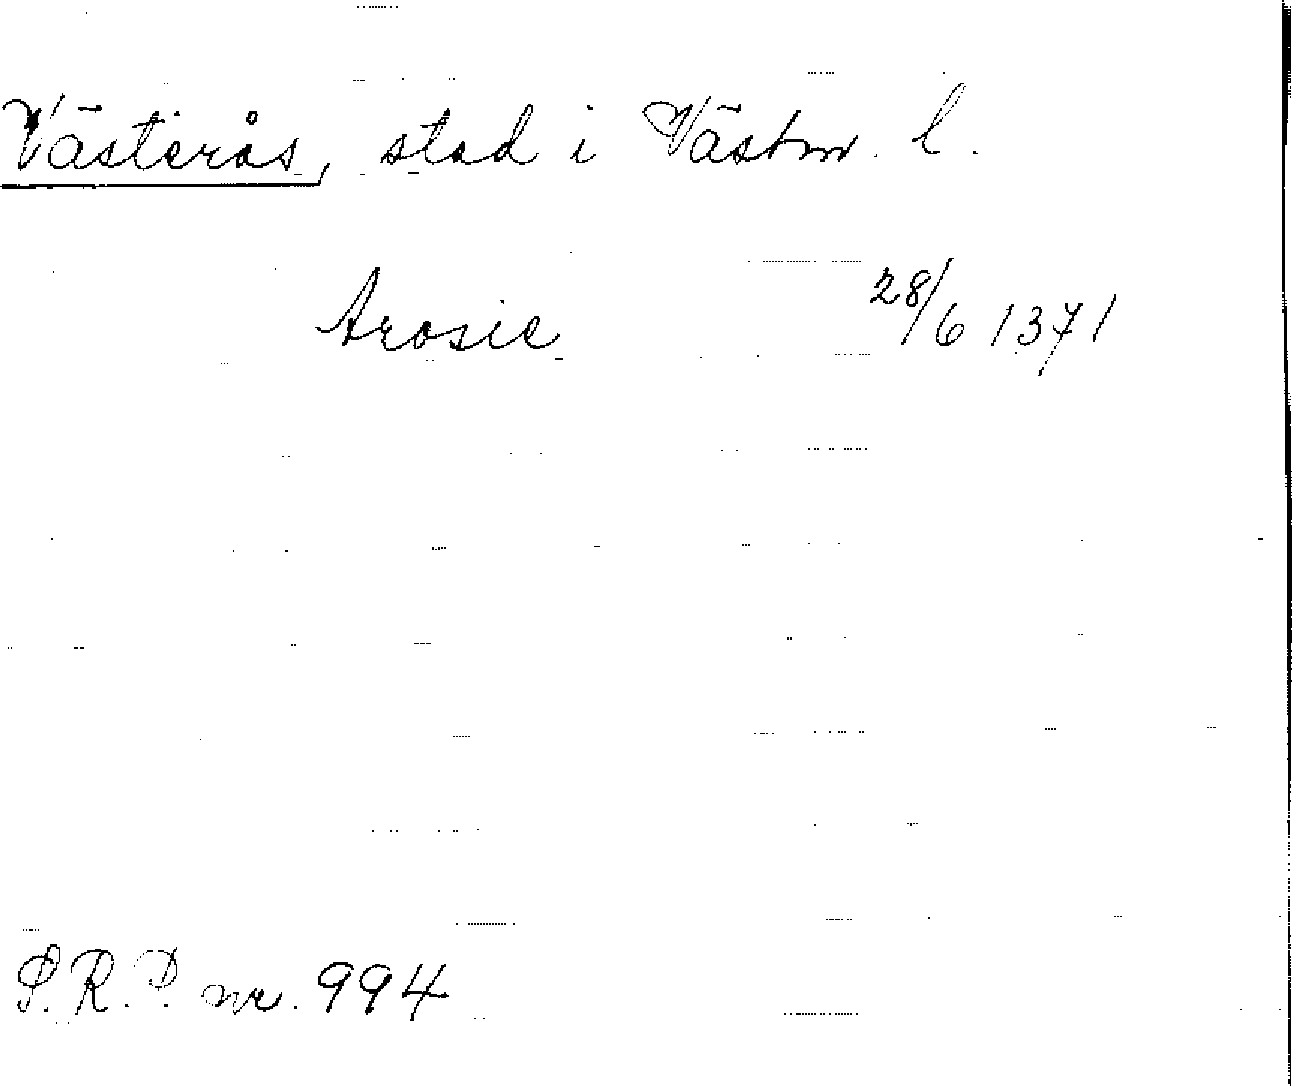 Västerås, stad i Västm. l.
Arosie 28/6 1371
S.R.P. nr. 994